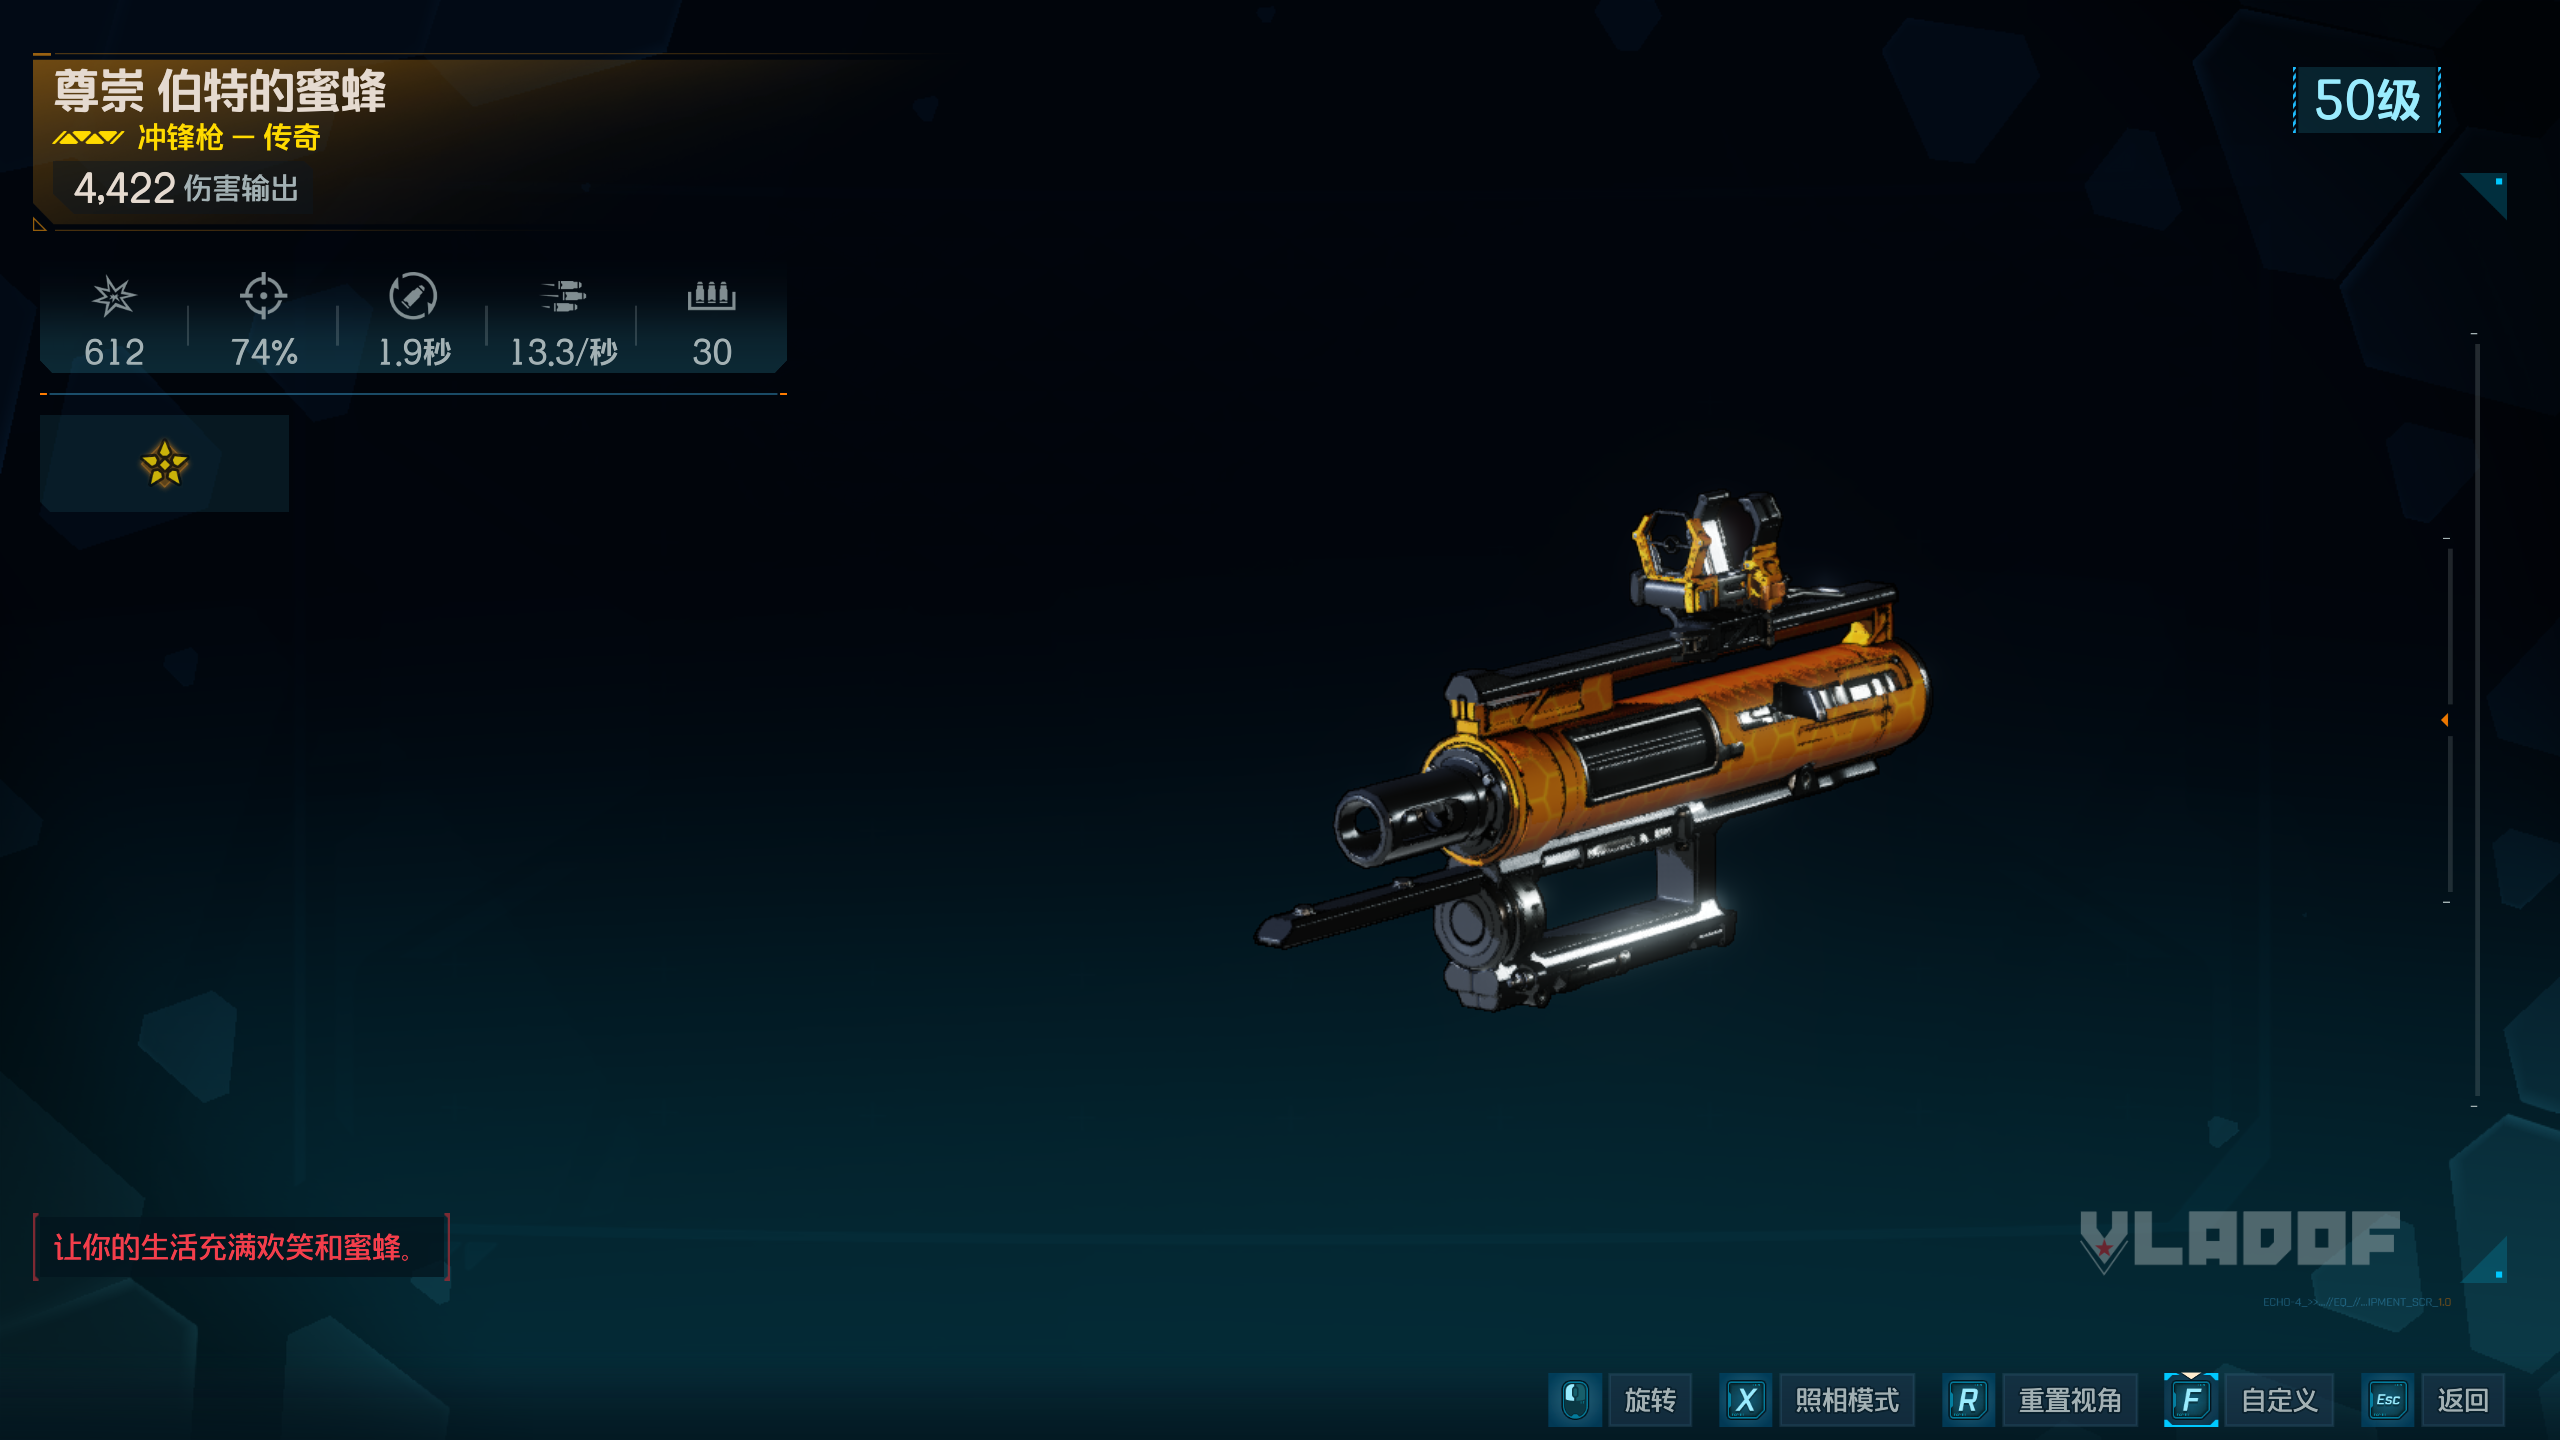 尊崇 伯特的蜜蜂
冲锋枪 — 传奇
4,422 伤害输出
50级
612
74%
1.9秒
13.3/秒
30
让你的生活充满欢笑和蜜蜂。
VLADOF
旋转
X 照相模式
R 重置视角
F 自定义
Esc 返回